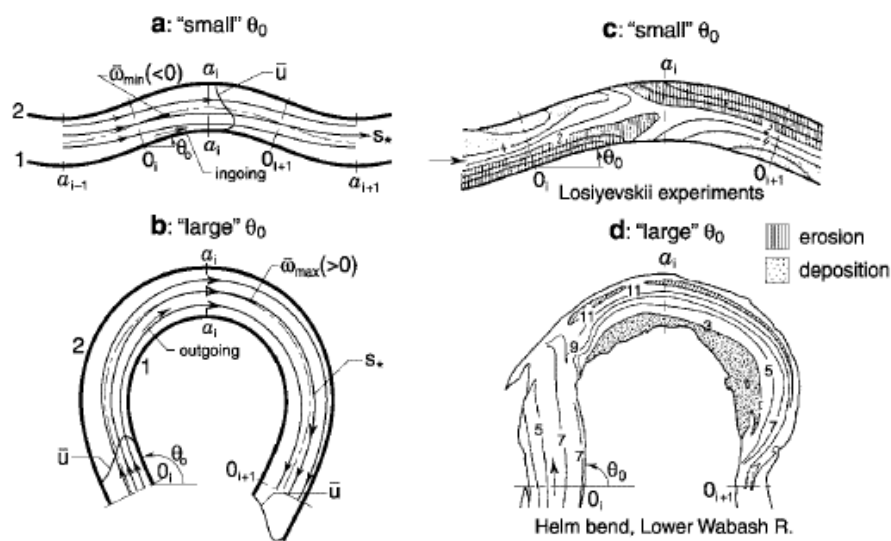 a: "small" θ₀
ω̄min(<0)
aᵢ
ū
2
1
aᵢ
s*
0ᵢ
θ₀
0ᵢ₊₁
ingoing
aᵢ₋₁
aᵢ₊₁
b: "large" θ₀
aᵢ
ω̄max(>0)
aᵢ
2
outgoing
1
s*
ū
θ₀
0ᵢ
0ᵢ₊₁
ū
c: "small" θ₀
aᵢ
0ᵢ
θ₀
0ᵢ₊₁
Losiyevskii experiments
erosion
deposition
d: "large" θ₀
aᵢ
11
11
9
3
5
5
7
7
7
θ₀
0ᵢ
0ᵢ₊₁
Helm bend, Lower Wabash R.